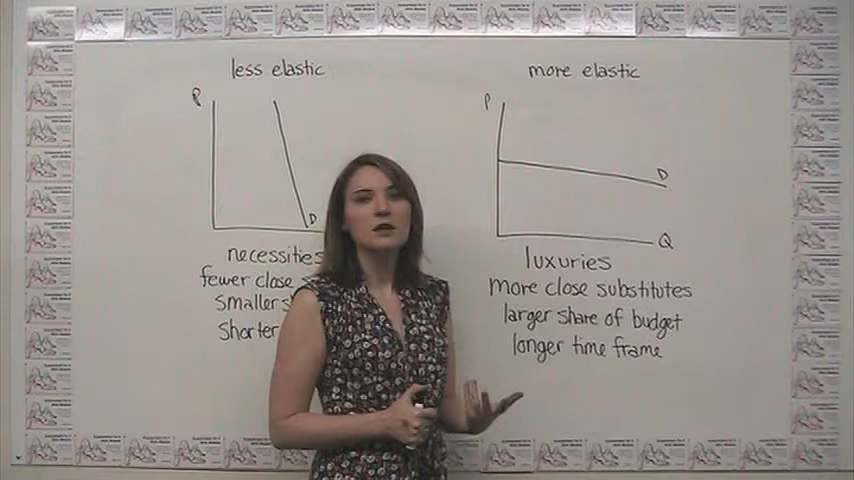 less elastic
P
D
necessities
fewer close
smaller
shorter
more elastic
P
D
Q
luxuries
more close substitutes
larger share of budget
longer time frame